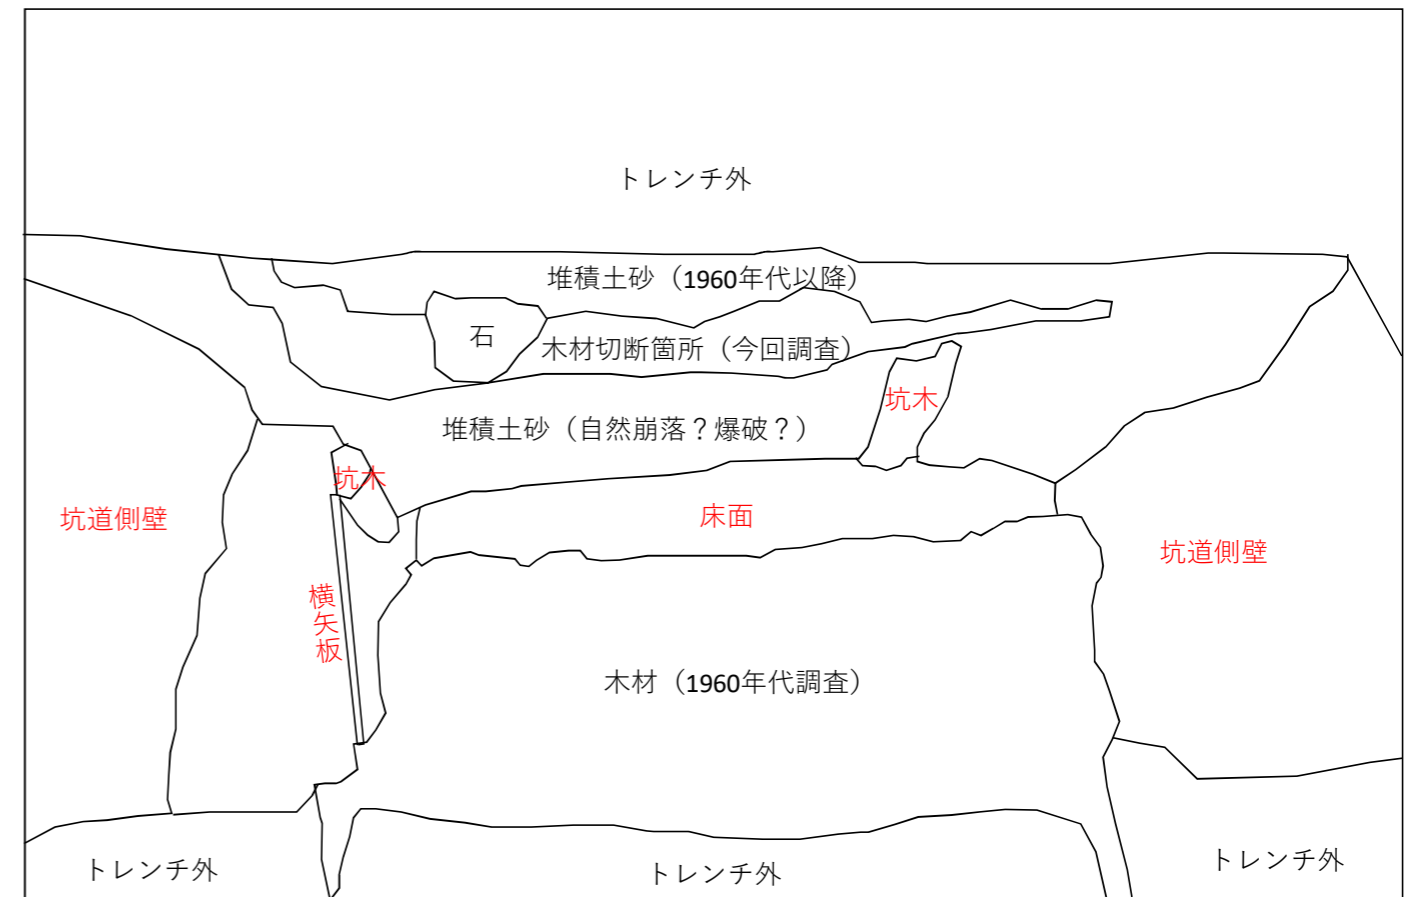 トレンチ外
堆積土砂（1960年代以降）
石
木材切断箇所（今回調査）
坑木
堆積土砂（自然崩落？爆破？）
坑木
坑道側壁
床面
坑道側壁
横矢板
木材（1960年代調査）
トレンチ外
トレンチ外
トレンチ外